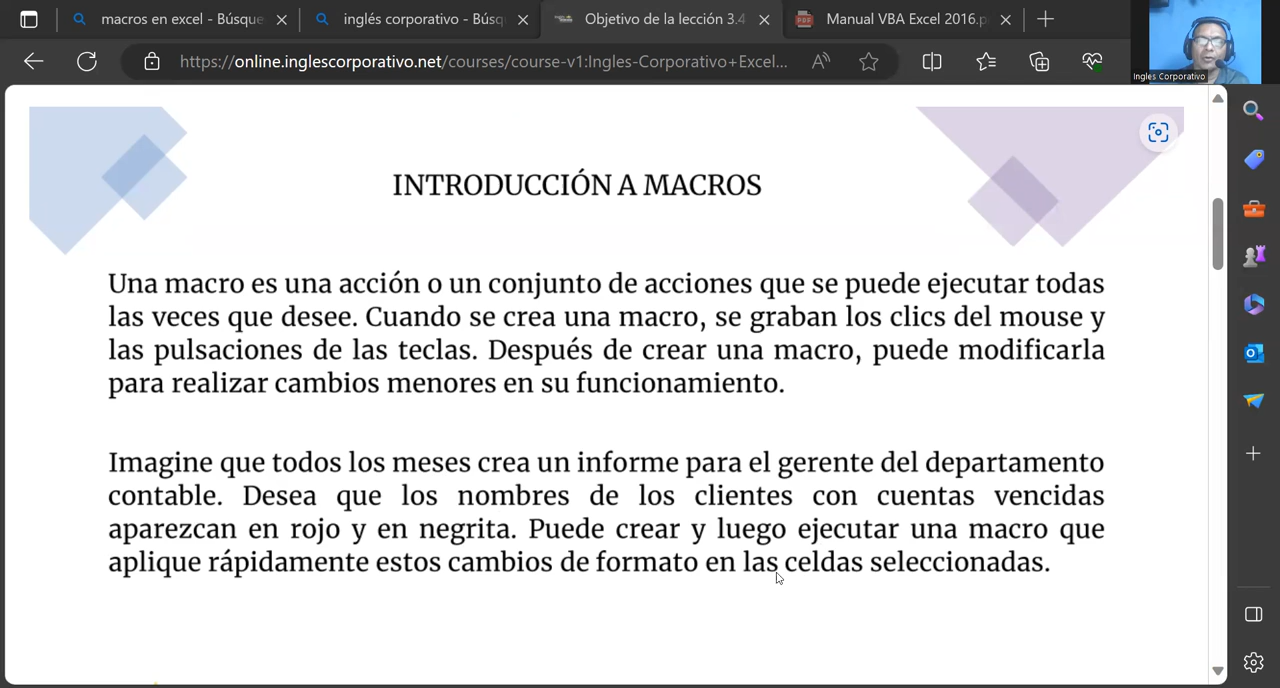 macros en excel - Búsque
inglés corporativo - Búsq
Objetivo de la lección 3.4
Manual VBA Excel 2016.p
https://online.inglescorporativo.net/courses/course-v1:Ingles-Corporativo+Excel...
Ingles Corporativo
INTRODUCCIÓN A MACROS
Una macro es una acción o un conjunto de acciones que se puede ejecutar todas
las veces que desee. Cuando se crea una macro, se graban los clics del mouse y
las pulsaciones de las teclas. Después de crear una macro, puede modificarla
para realizar cambios menores en su funcionamiento.
Imagine que todos los meses crea un informe para el gerente del departamento
contable. Desea que los nombres de los clientes con cuentas vencidas
aparezcan en rojo y en negrita. Puede crear y luego ejecutar una macro que
aplique rápidamente estos cambios de formato en las celdas seleccionadas.